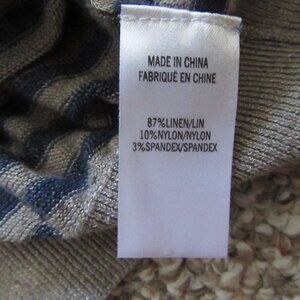 MADE IN CHINA
FABRIQUÉ EN CHINE
87%LINEN/LIN
10%NYLON/NYLON
3%SPANDEX/SPANDEX